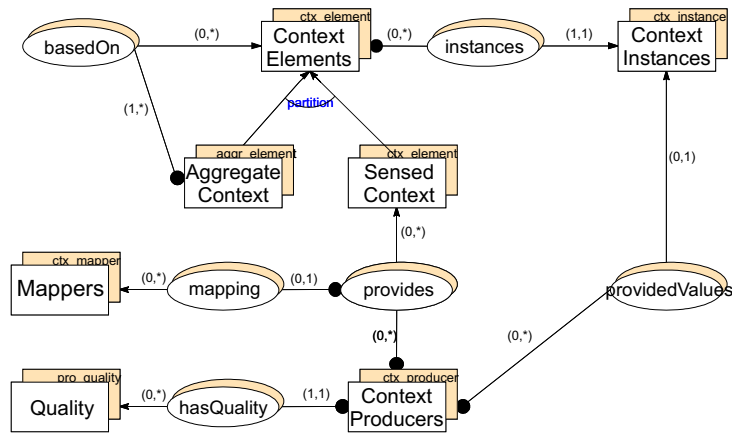 ctx_element
ctx_instance
basedOn
(0,*)
Context
Elements
(0,*)
instances
(1,1)
Context
Instances
(1,*)
partition
aggr_element
ctx_element
Aggregate
Context
Sensed
Context
(0,1)
(0,*)
ctx_mapper
Mappers
(0,*)
mapping
(0,1)
provides
providedValues
(0,*)
(0,*)
pro_quality
ctx_producer
Quality
(0,*)
hasQuality
(1,1)
Context
Producers